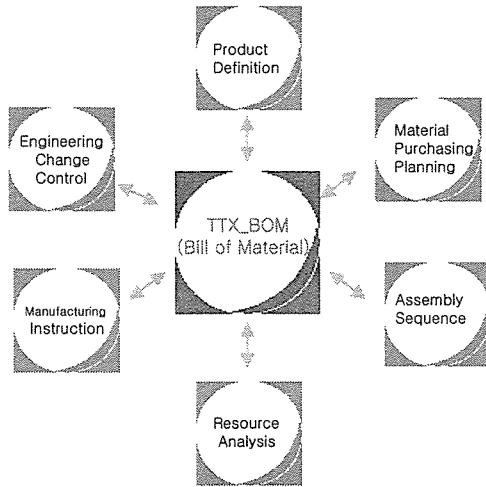 Product
Definition
Engineering
Change
Control
Material
Purchasing
Planning
TTX_BOM
(Bill of Material)
Manufacturing
Instruction
Assembly
Sequence
Resource
Analysis